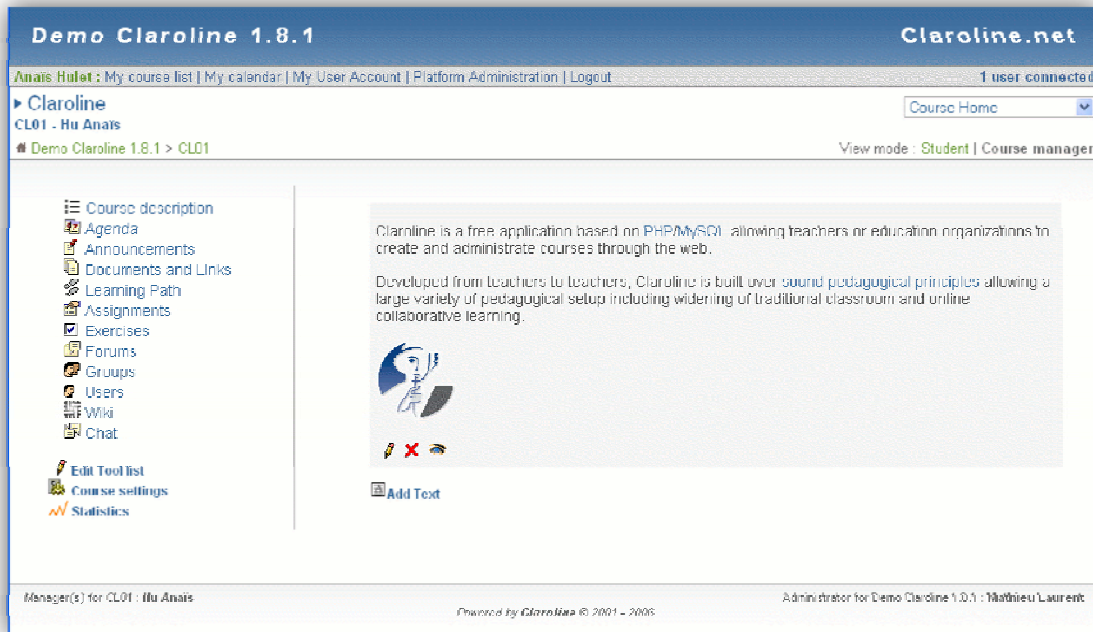 Demo Claroline 1.8.1
Claroline.net
Anaïs Hulet : My course list | My calendar | My User Account | Platform Administration | Logout
1 user connected
Claroline
Course Home
CL01 - Hu Anaïs
Demo Claroline 1.8.1 > CL01
View mode : Student | Course manager
Course description
Agenda
Announcements
Documents and Links
Learning Path
Assignments
Exercises
Forums
Groups
Users
Wiki
Chat
Edit Tool list
Course settings
Statistics
Claroline is a free application based on PHP/MySQL allowing teachers or education organizations to
create and administrate courses through the web.
Developed from teachers to teachers, Claroline is built over sound pedagogical principles allowing a
large variety of pedagogical setup including widening of traditional classroom and online
collaborative learning.
Add Text
Manager(s) for CL01 : Hu Anaïs
Administrator for Demo Claroline 1.8.1 : Mathieu Laurent
Powered by Claroline © 2001 - 2006